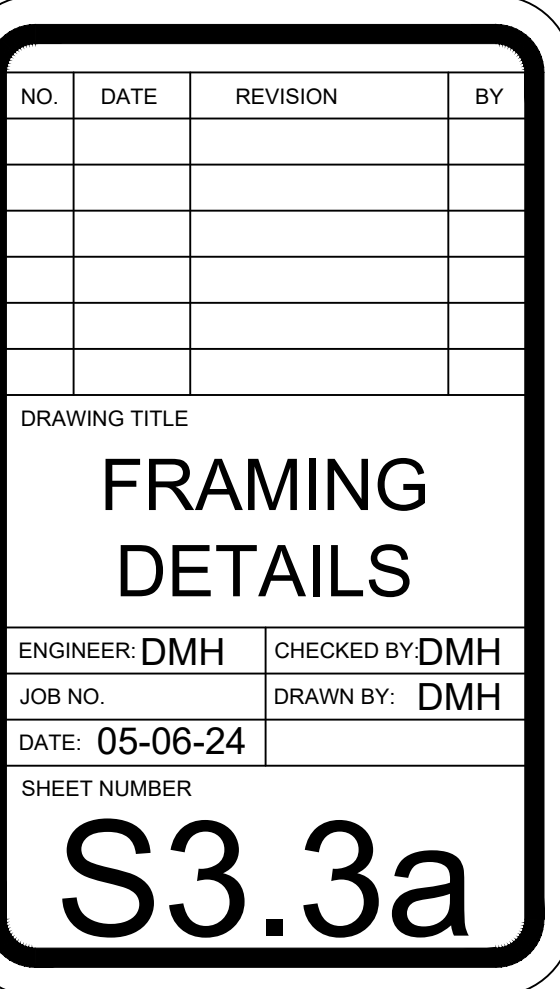 NO. DATE REVISION BY
DRAWING TITLE
FRAMING
DETAILS
ENGINEER: DMH CHECKED BY: DMH
JOB NO. DRAWN BY: DMH
DATE: 05-06-24
SHEET NUMBER
S3.3a